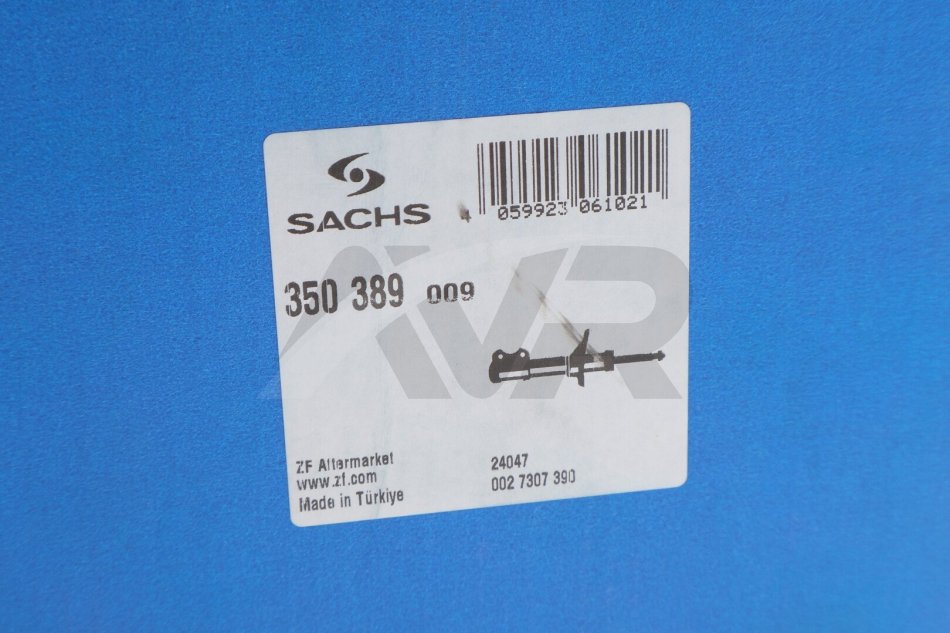 SACHS
4 059923 061021
350 389 009
AVR
ZF Aftermarket
www.zf.com
Made in Türkiye
24047
002 7307 390